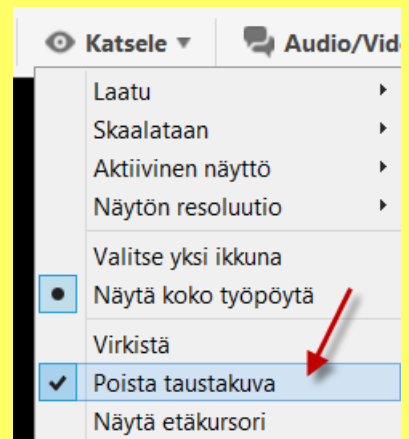 Katsele Audio/Vid
Laatu
Skaalataan
Aktiivinen näyttö
Näytön resoluutio
Valitse yksi ikkuna
Näytä koko työpöytä
Virkistä
Poista taustakuva
Näytä etäkursori